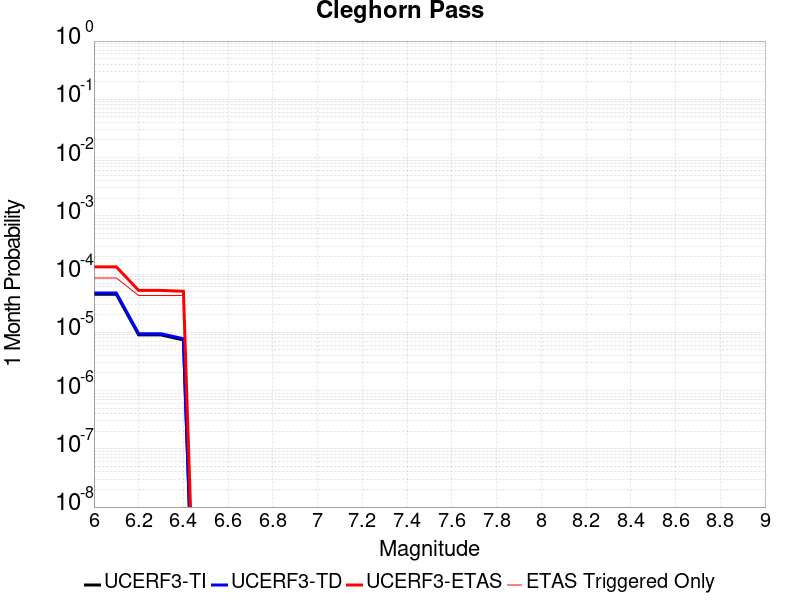 Cleghorn Pass
10^0
10^-1
10^-2
10^-3
10^-4
10^-5
10^-6
10^-7
10^-8
1 Month Probability
6 6.2 6.4 6.6 6.8 7 7.2 7.4 7.6 7.8 8 8.2 8.4 8.6 8.8 9
Magnitude
UCERF3-TI UCERF3-TD UCERF3-ETAS ETAS Triggered Only